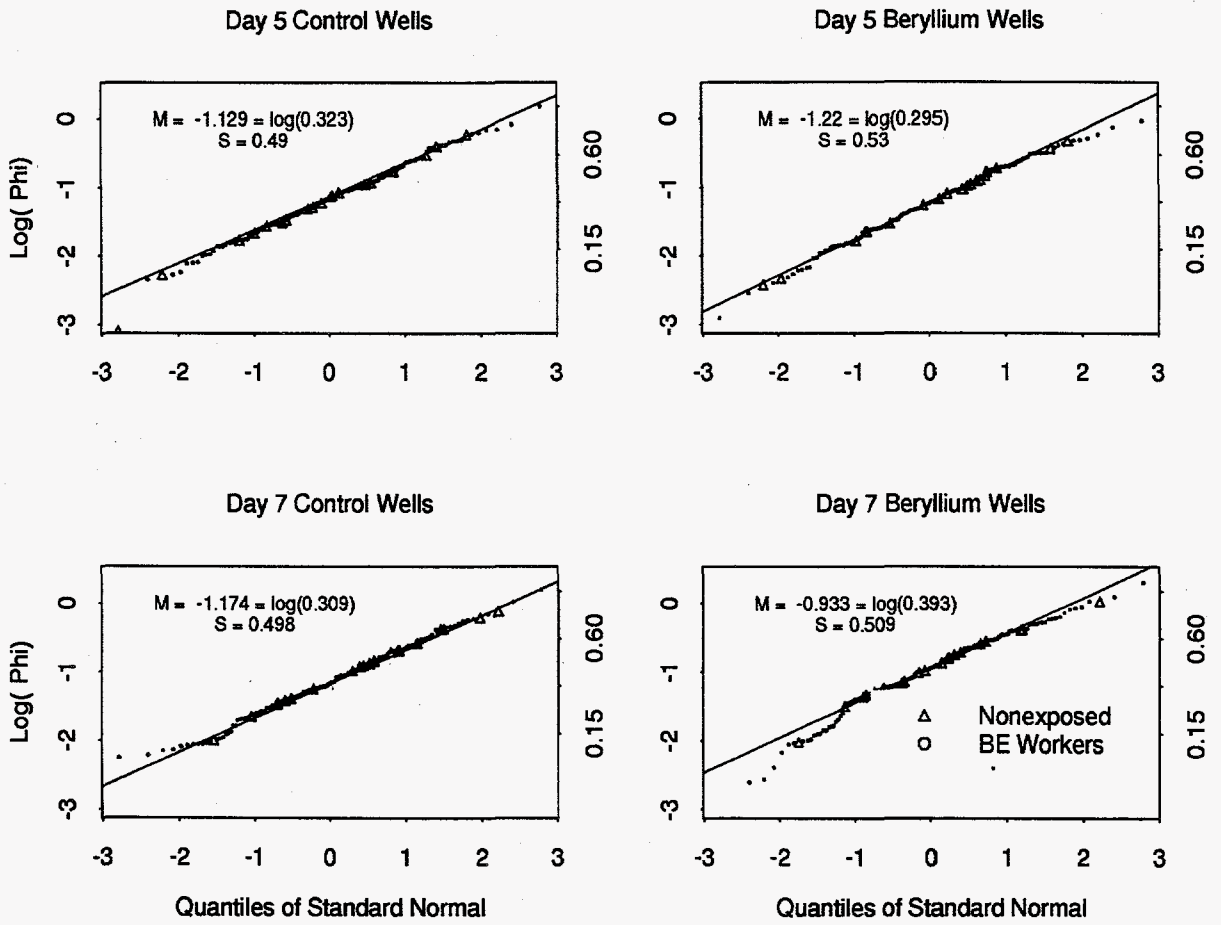 Day 5 Control Wells
Log( Phi)
0
-1
-2
-3
M = -1.129 = log(0.323)
S = 0.49
0.60
0.15
-3 -2 -1 0 1 2 3
Day 5 Beryllium Wells
0
-1
-2
-3
M = -1.22 = log(0.295)
S = 0.53
0.60
0.15
-3 -2 -1 0 1 2 3
Day 7 Control Wells
Log( Phi)
0
-1
-2
-3
M = -1.174 = log(0.309)
S = 0.498
0.60
0.15
-3 -2 -1 0 1 2 3
Quantiles of Standard Normal
Day 7 Beryllium Wells
0
-1
-2
-3
M = -0.933 = log(0.393)
S = 0.509
Nonexposed
BE Workers
0.60
0.15
-3 -2 -1 0 1 2 3
Quantiles of Standard Normal